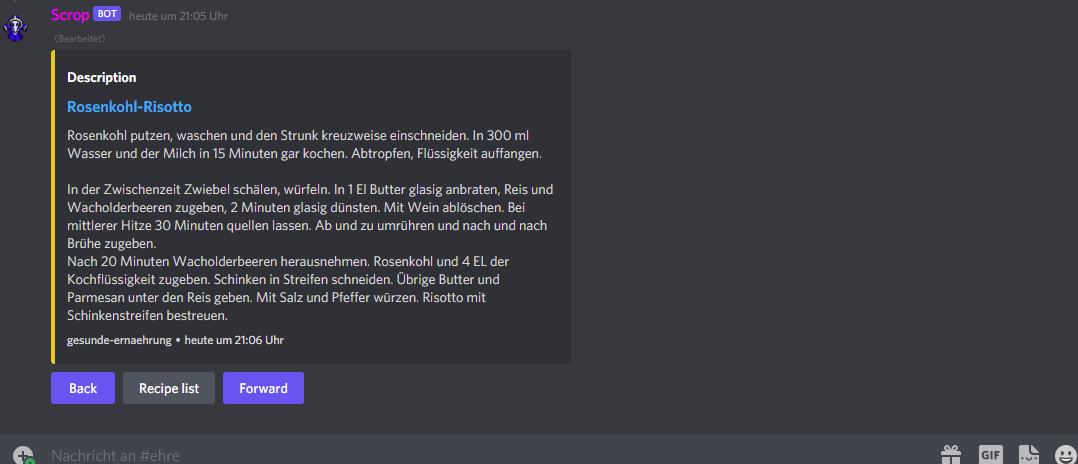 Scrop BOT heute um 21:05 Uhr
(Bearbeitet)
Description
Rosenkohl-Risotto
Rosenkohl putzen, waschen und den Strunk kreuzweise einschneiden. In 300 ml
Wasser und der Milch in 15 Minuten gar kochen. Abtropfen, Flüssigkeit auffangen.
In der Zwischenzeit Zwiebel schälen, würfeln. In 1 El Butter glasig anbraten, Reis und
Wacholderbeeren zugeben, 2 Minuten glasig dünsten. Mit Wein ablöschen. Bei
mittlerer Hitze 30 Minuten quellen lassen. Ab und zu umrühren und nach und nach
Brühe zugeben.
Nach 20 Minuten Wacholderbeeren herausnehmen. Rosenkohl und 4 EL der
Kochflüssigkeit zugeben. Schinken in Streifen schneiden. Übrige Butter und
Parmesan unter den Reis geben. Mit Salz und Pfeffer würzen. Risotto mit
Schinkenstreifen bestreuen.
gesunde-ernaehrung • heute um 21:06 Uhr
Back Recipe list Forward
Nachricht an #ehre GIF